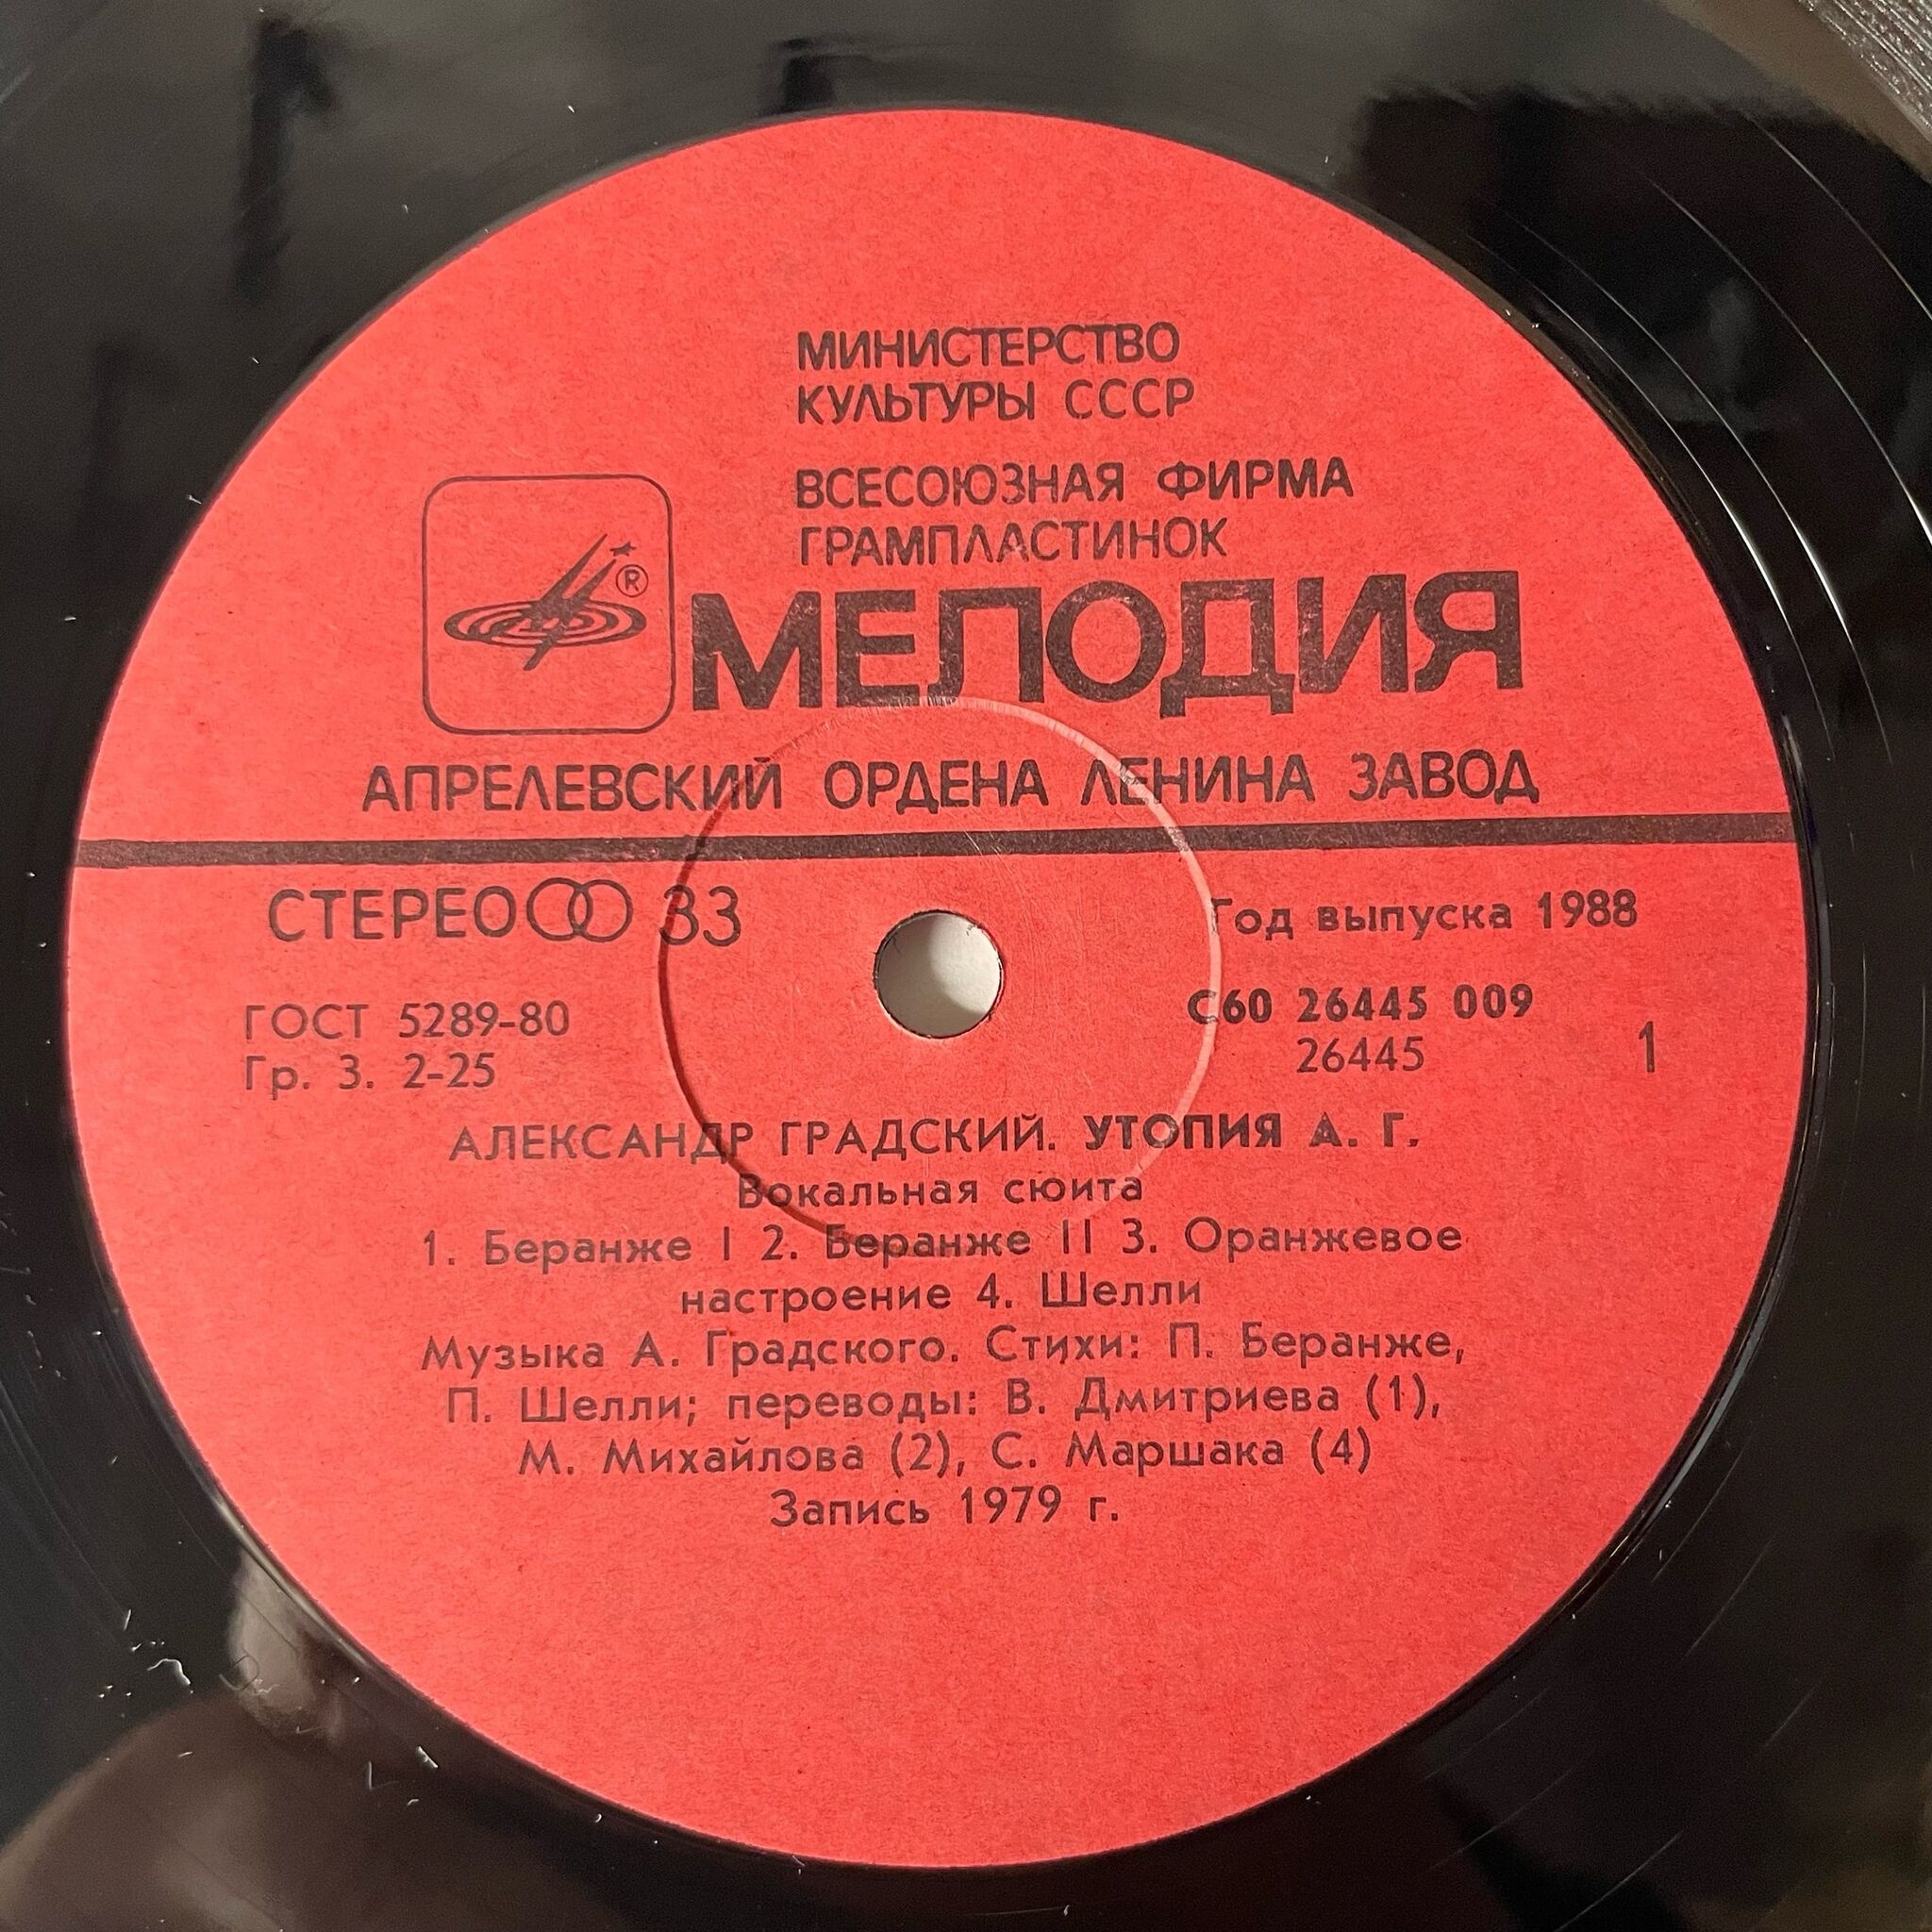 МИНИСТЕРСТВО
КУЛЬТУРЫ СССР
ВСЕСОЮЗНАЯ ФИРМА
ГРАМПЛАСТИНОК
®
МЕЛОДИЯ
АПРЕЛЕВСКИЙ ОРДЕНА ЛЕНИНА ЗАВОД
СТЕРЕО 33
Год выпуска 1988
ГОСТ 5289-80
Гр. 3. 2-25
С60 26445 009
26445
1
АЛЕКСАНДР ГРАДСКИЙ. УТОПИЯ А. Г.
Вокальная сюита
1. Беранже I 2. Беранже II 3. Оранжевое
настроение 4. Шелли
Музыка А. Градского. Стихи: П. Беранже,
П. Шелли; переводы: В. Дмитриева (1),
М. Михайлова (2), С. Маршака (4)
Запись 1979 г.